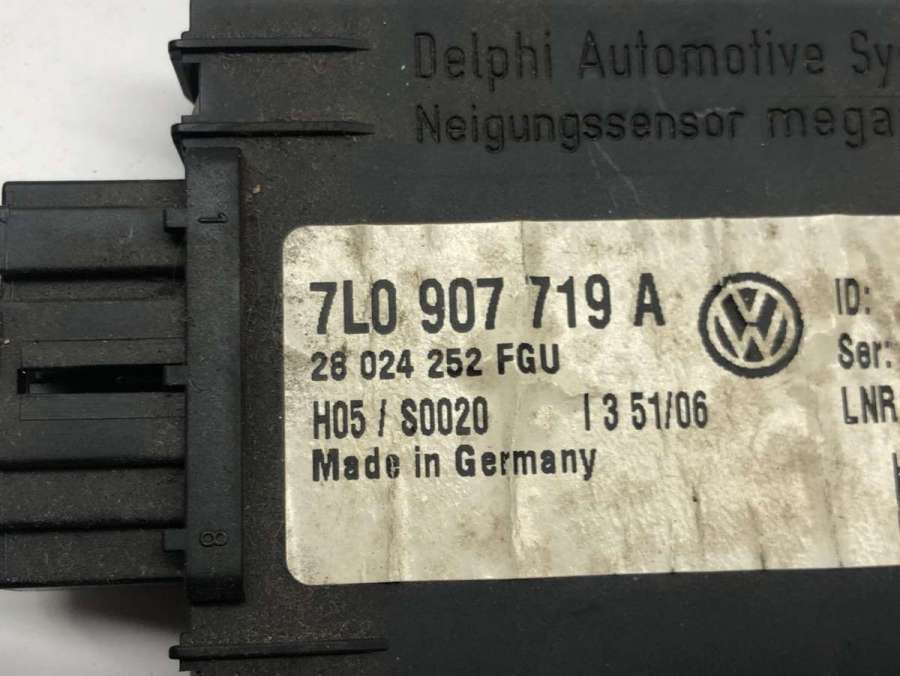 Delphi Automotive Sy
Neigungssensor mega
1
7L0 907 719 A
ID:
28 024 252 FGU
Ser:
H05 / S0020 I 3 51/06
LNR
Made in Germany
8